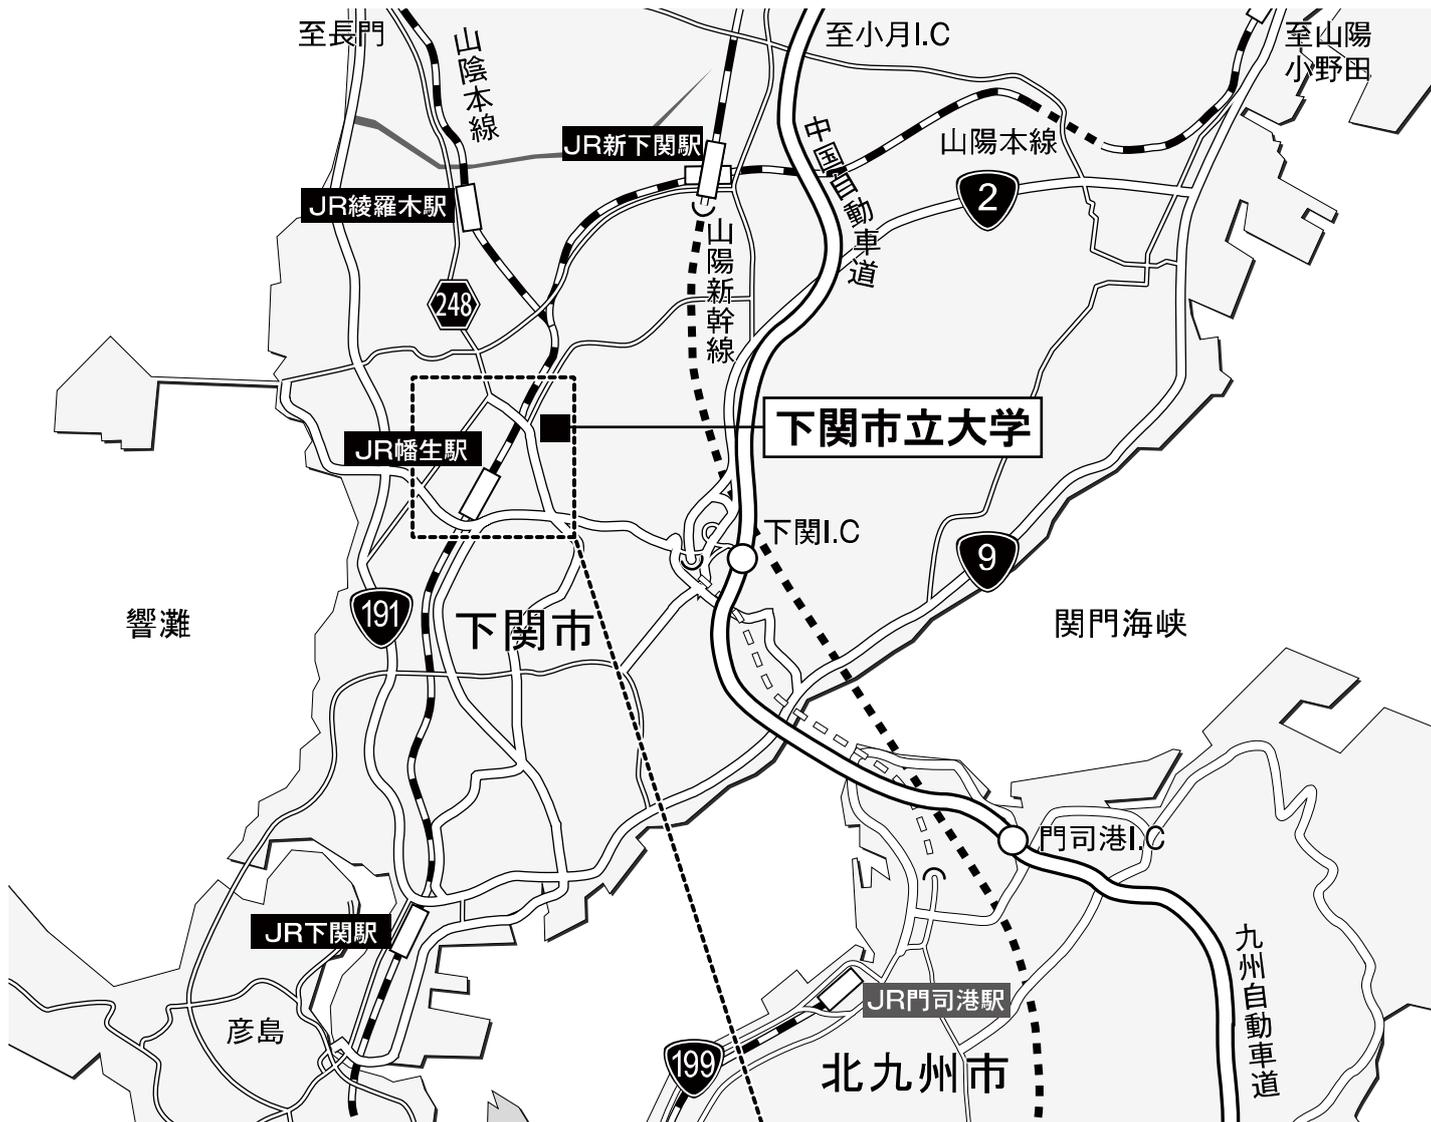 至長門
山陰本線
至小月I.C
至山陽
小野田
JR新下関駅
中国自動車道
山陽本線
JR綾羅木駅
2
山陽新幹線
248
下関市立大学
JR幡生駅
下関I.C
9
191
響灘
下関市
関門海峡
門司港I.C
JR下関駅
九州自動車道
JR門司港駅
彦島
199
北九州市